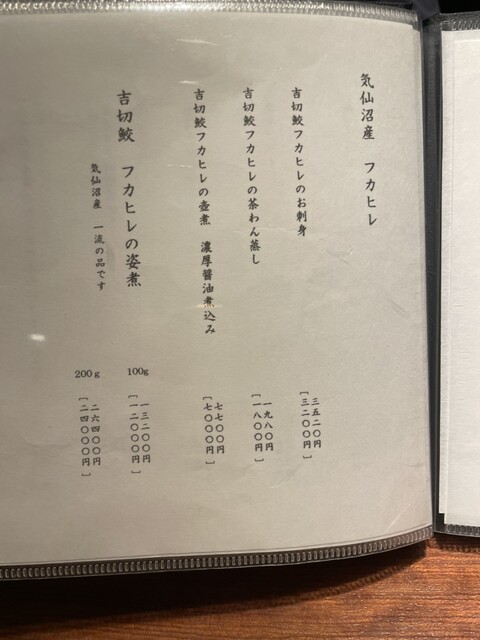 気仙沼産　フカヒレ
吉切鮫フカヒレのお刺身
三五二〇円
[三二〇〇円]
吉切鮫フカヒレの茶わん蒸し
一九八〇円
[一八〇〇円]
吉切鮫フカヒレの壺煮　濃厚醤油煮込み
七七〇〇円
[七〇〇〇円]
吉切鮫　フカヒレの姿煮
100g
一三二〇〇円
[一二〇〇〇円]
気仙沼産　一流の品です
200g
二六四〇〇円
[二四〇〇〇円]